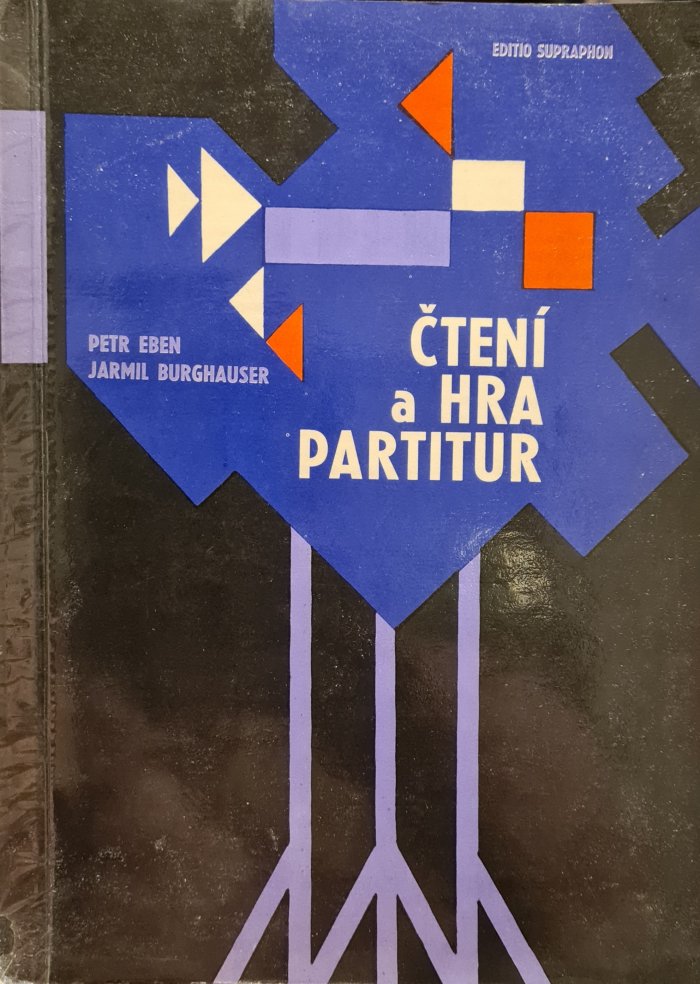 EDITIO SUPRAPHON
PETR EBEN
JARMIL BURGHAUSER
ČTENÍ
a HRA
PARTITUR